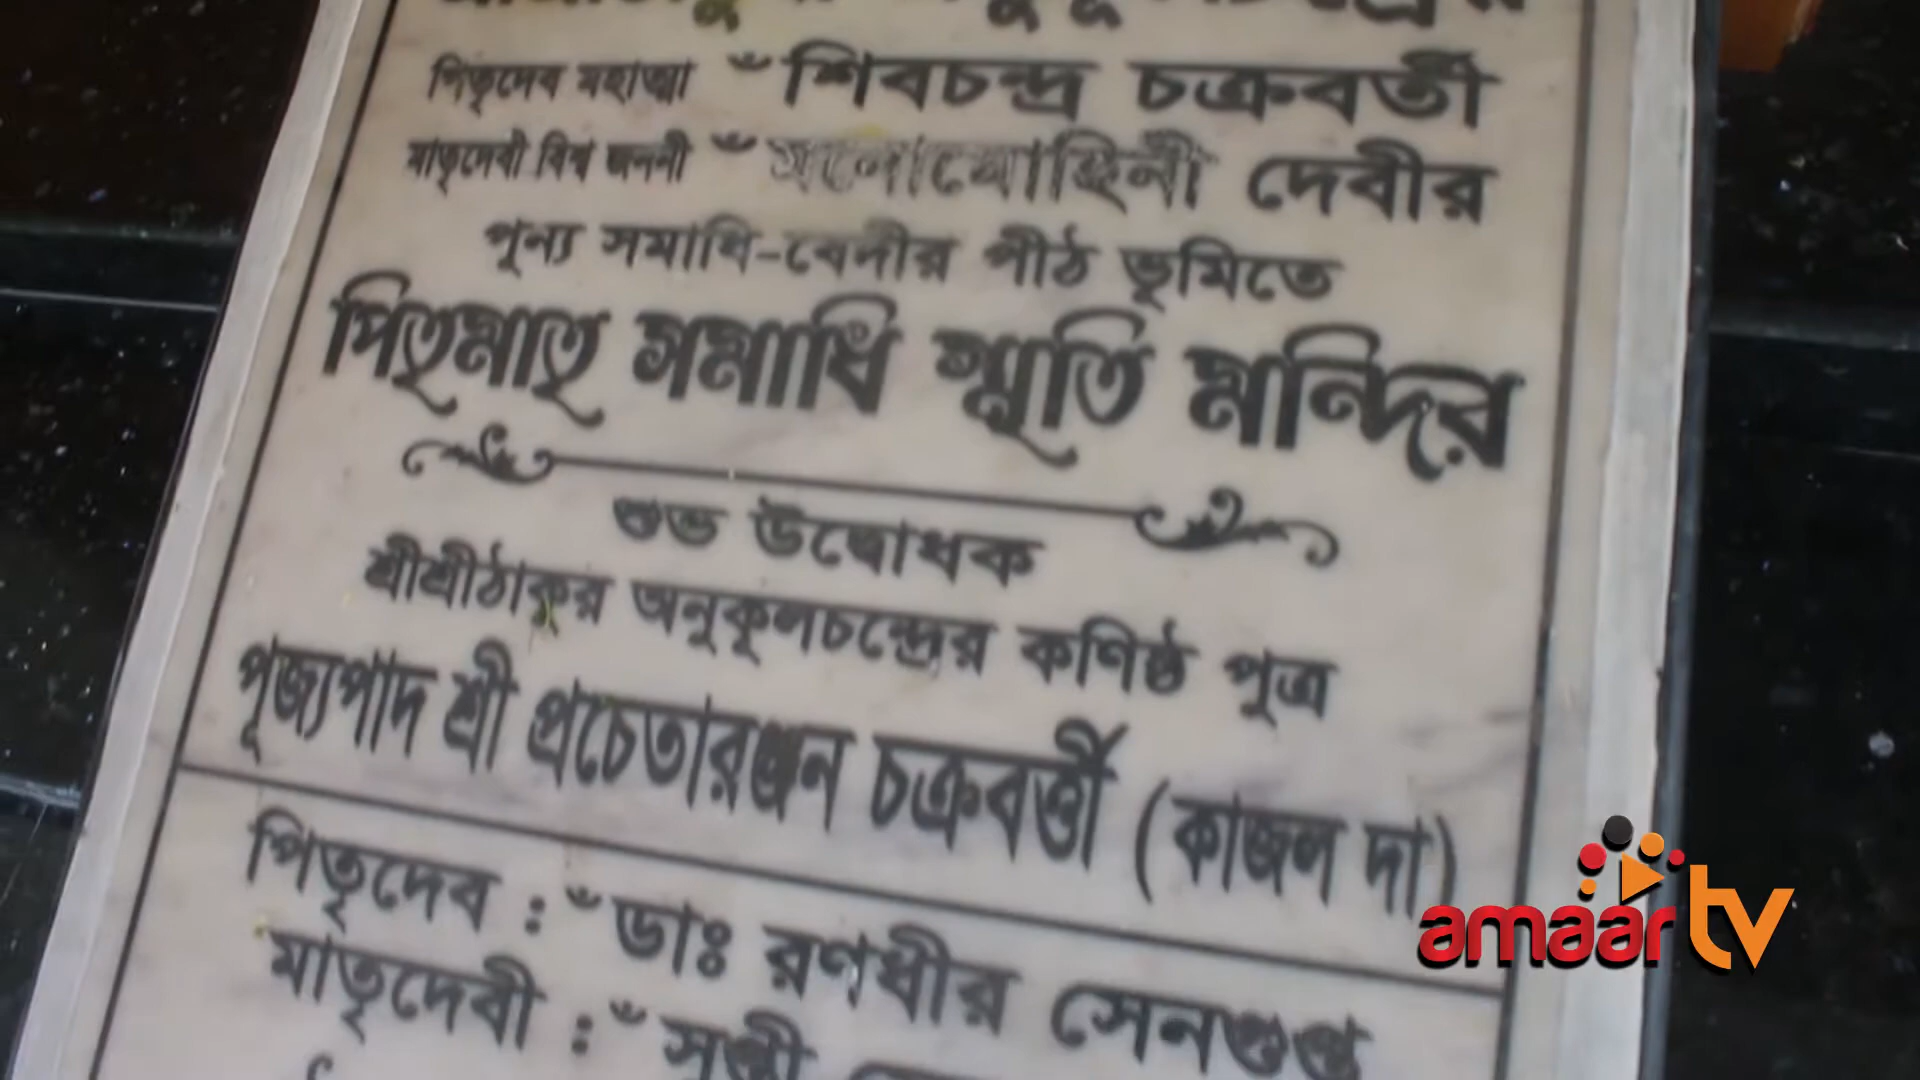 পিতৃদেব মহাত্মা ঁশিবচন্দ্র চক্রবর্তী
মাতৃদেবী বিশ্ব জননী ঁমনোমোহিনী দেবীর
পূন্য সমাধি-বেদীর পীঠ ভূমিতে
পিতৃমাতৃ সমাধি স্মৃতি মন্দির
শুভ উদ্বোধক
শ্রীশ্রীঠাকুর অনুকূলচন্দ্রের কণিষ্ঠ পুত্র
পূজ্যপাদ শ্রী প্রচেতারঞ্জন চক্রবর্ত্তী (কাজল দা)
পিতৃদেব : ঁডাঃ রণধীর সেনগুপ্ত
মাতৃদেবী :
amaar tv